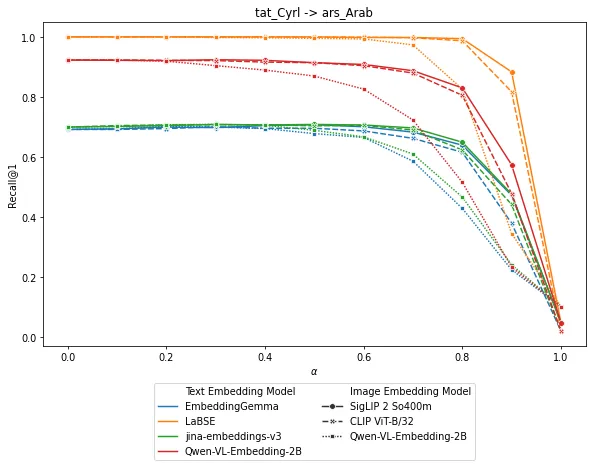 tat_Cyrl -> ars_Arab
1.0
0.8
0.6
0.4
0.2
0.0
Recall@1
0.0 0.2 0.4 0.6 0.8 1.0
α
Text Embedding Model Image Embedding Model
EmbeddingGemma SigLIP 2 So400m
LaBSE CLIP ViT-B/32
jina-embeddings-v3 Qwen-VL-Embedding-2B
Qwen-VL-Embedding-2B